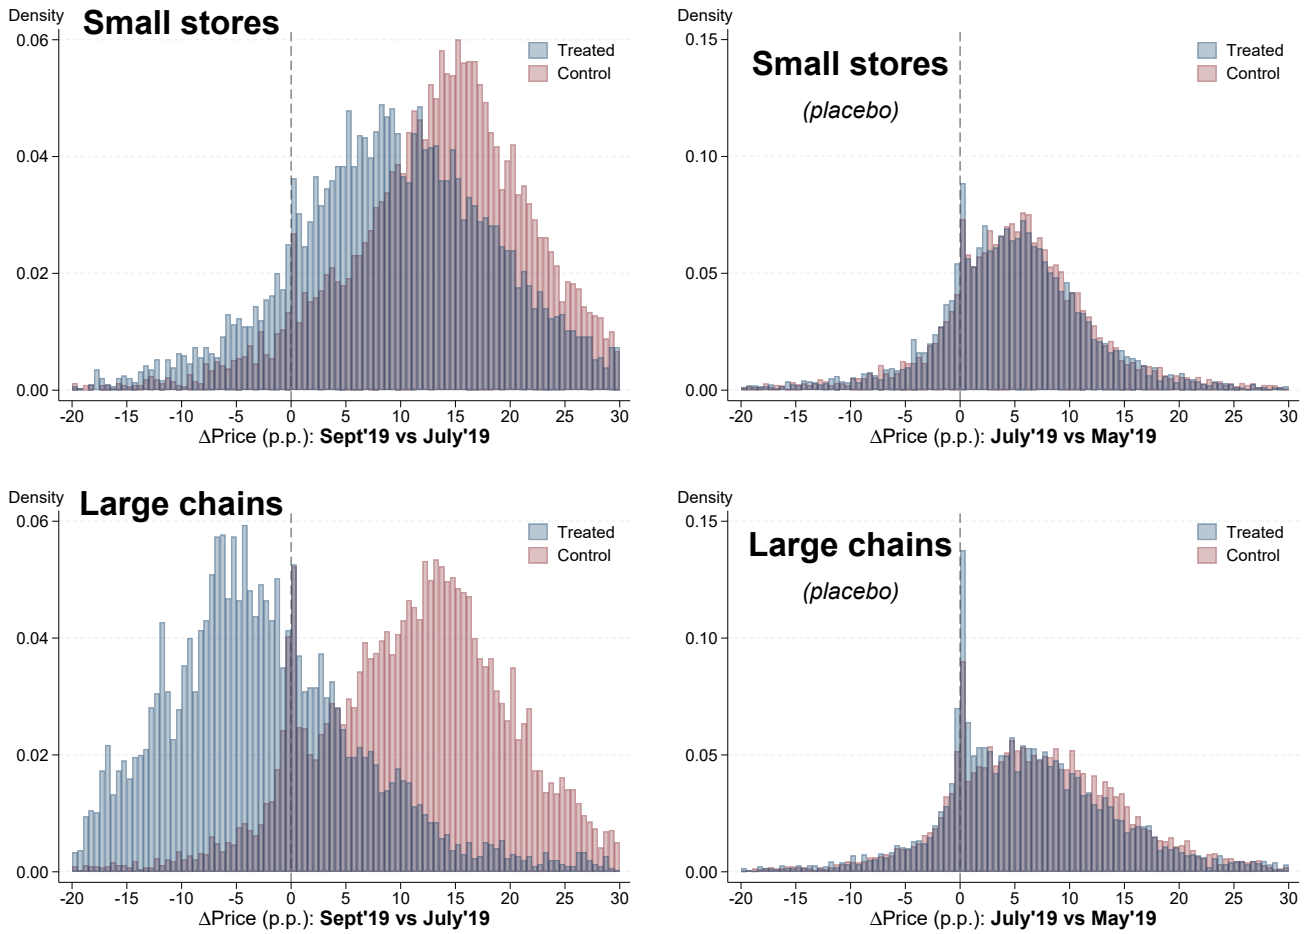 Density
Small stores
0.06
0.04
0.02
0.00
Treated
Control
-20 -15 -10 -5 0 5 10 15 20 25 30
ΔPrice (p.p.): Sept'19 vs July'19
Density
0.15
0.10
0.05
0.00
Small stores
(placebo)
Treated
Control
-20 -15 -10 -5 0 5 10 15 20 25 30
ΔPrice (p.p.): July'19 vs May'19
Density
Large chains
0.06
0.04
0.02
0.00
Treated
Control
-20 -15 -10 -5 0 5 10 15 20 25 30
ΔPrice (p.p.): Sept'19 vs July'19
Density
0.15
0.10
0.05
0.00
Large chains
(placebo)
Treated
Control
-20 -15 -10 -5 0 5 10 15 20 25 30
ΔPrice (p.p.): July'19 vs May'19